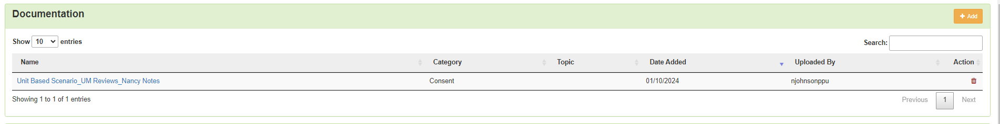 Documentation
+ Add
Show 10 entries
Search:
Name Category Topic Date Added Uploaded By Action
Unit Based Scenario_UM Reviews_Nancy Notes Consent 01/10/2024 njohnsonppu
Showing 1 to 1 of 1 entries
Previous 1 Next